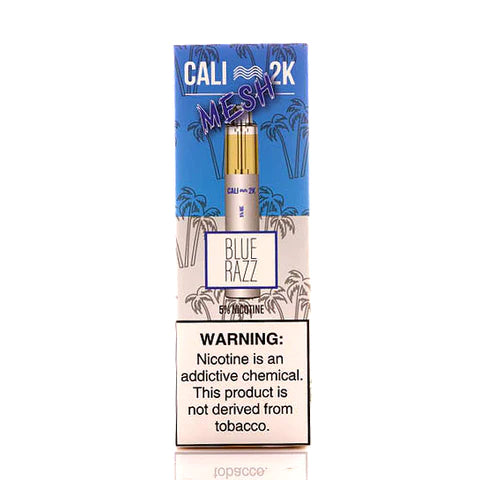 CALI 2K
MESH
CALI 2K
BLUE
RAZZ
5% NICOTINE
WARNING:
Nicotine is an
addictive chemical.
This product is
not derived from
tobacco.